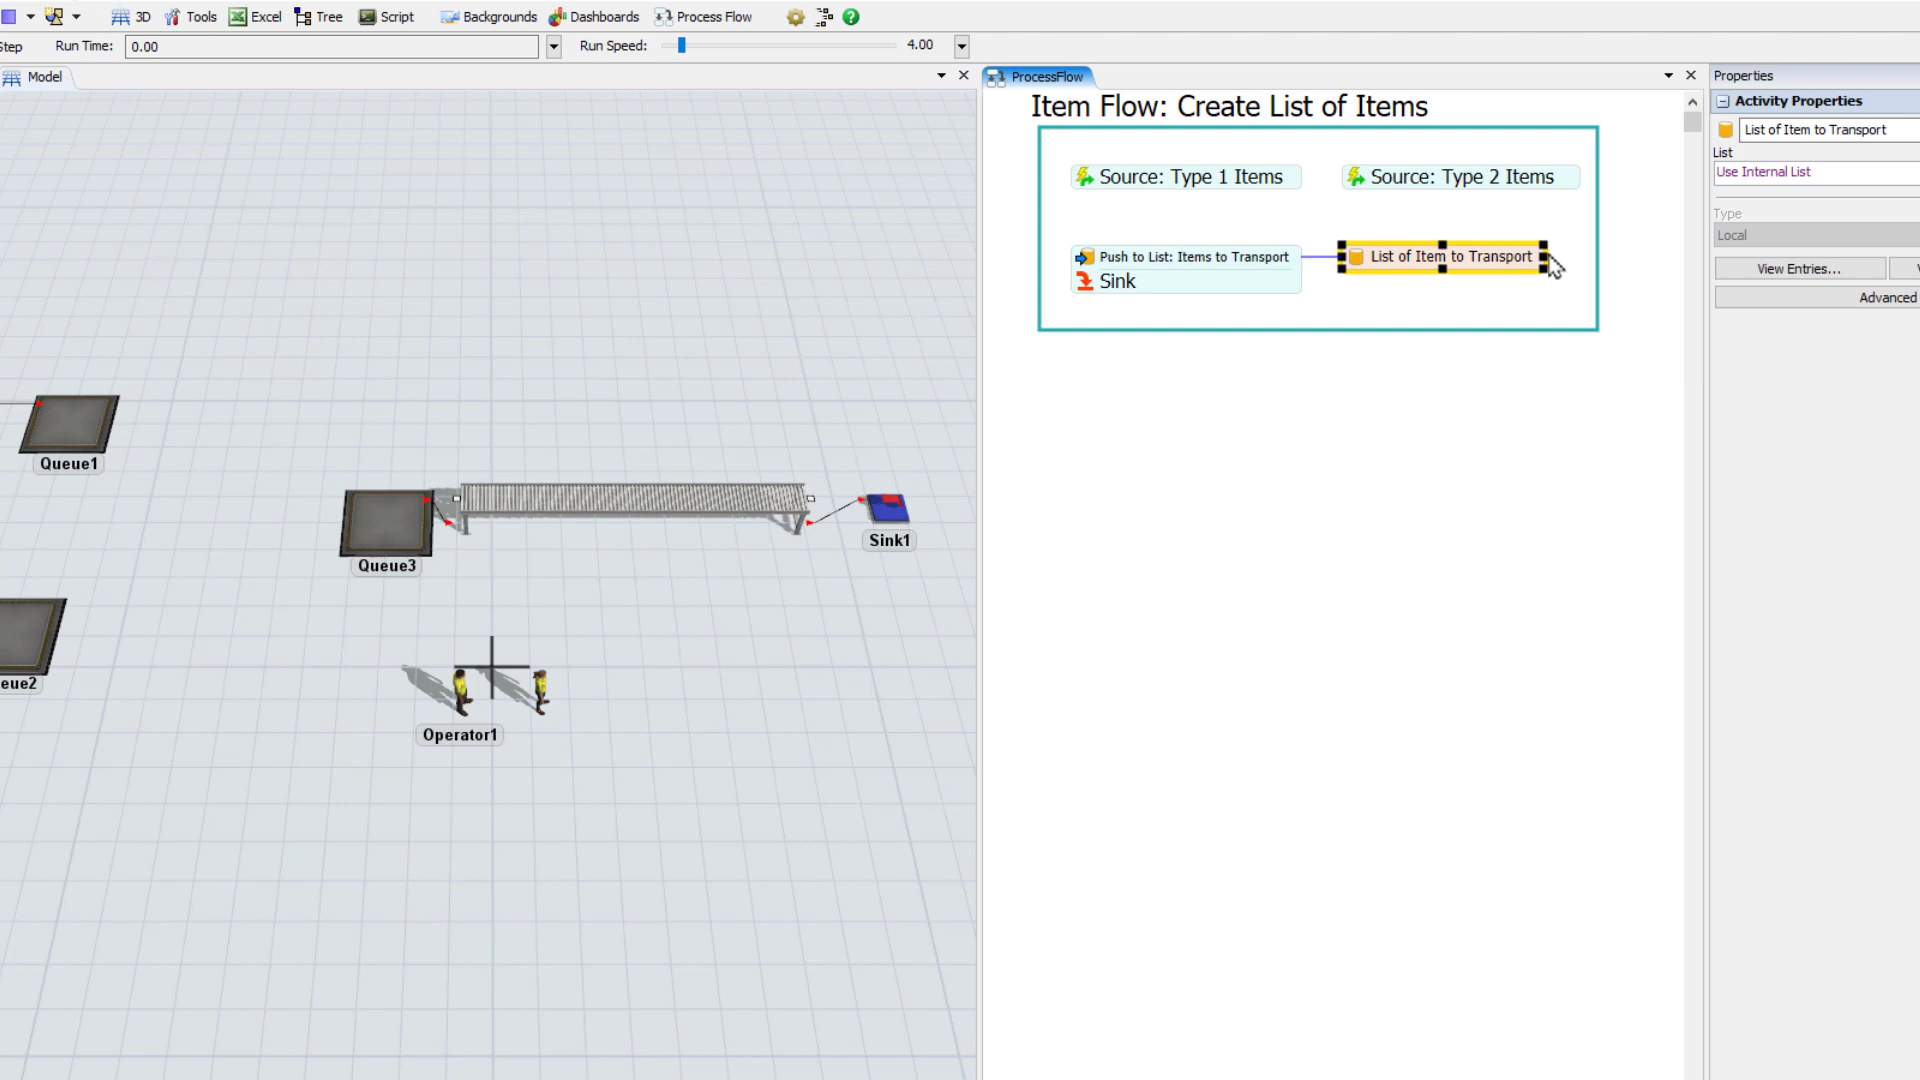 3D Tools Excel Tree Script Backgrounds Dashboards Process Flow
Step Run Time: 0.00 Run Speed: 4.00
Model
ProcessFlow
Properties
Item Flow: Create List of Items
Activity Properties
List of Item to Transport
List
Use Internal List
Type
Local
View Entries...
Advanced
Source: Type 1 Items
Source: Type 2 Items
Push to List: Items to Transport
List of Item to Transport
Sink
Queue1
Queue3
Sink1
eue2
Operator1